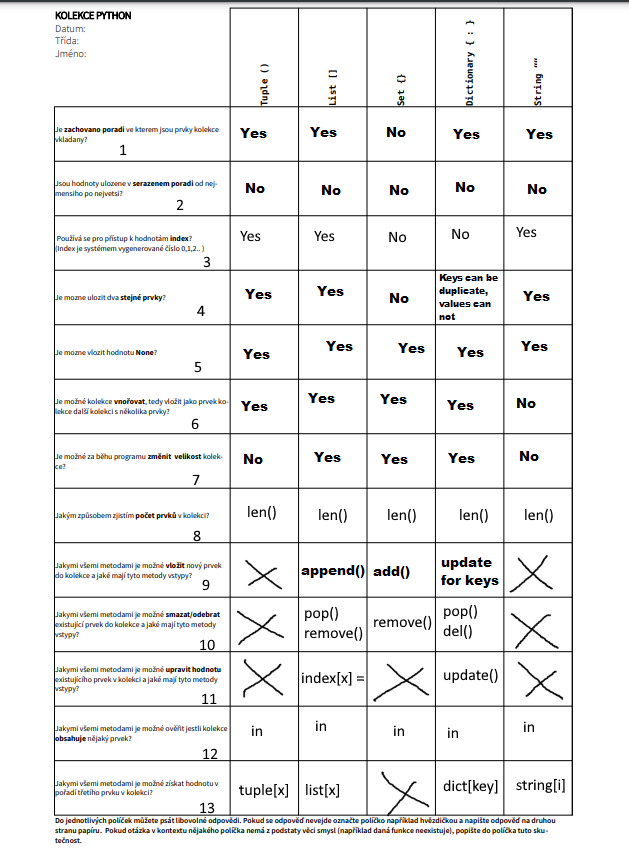 KOLEKCE PYTHON
Datum:
Třída:
Jméno:
Tuple ()
List []
Set {}
Dictionary { : }
String ""
Je zachovano poradi ve kterem jsou prvky kolekce
vkladany?
1
Yes
Yes
No
Yes
Yes
Jsou hodnoty ulozene v serazenem poradi od nej-
mensiho po nejvetsi?
2
No
No
No
No
No
Používá se pro přístup k hodnotám index?
(Index je systémem vygenerované číslo 0,1,2.. )
3
Yes
Yes
No
No
Yes
Je mozne ulozit dva stejné prvky?
4
Yes
Yes
No
Keys can be
duplicate,
values can
not
Yes
Je mozne vlozit hodnotu None?
5
Yes
Yes
Yes
Yes
Yes
Je možné kolekce vnořovat, tedy vložit jako prvek ko-
lekce další kolekci s několika prvky?
6
Yes
Yes
Yes
Yes
No
Je možné za běhu programu změnit velikost kolek-
ce?
7
No
Yes
Yes
Yes
No
Jakým způsobem zjistím počet prvků v kolekci?
8
len()
len()
len()
len()
len()
Jakymi všemi metodami je možné vložit nový prvek
do kolekce a jaké mají tyto metody vstypy?
9
append()
add()
update
for keys
Jakymi všemi metodami je možné smazat/odebrat
existující prvek do kolekce a jaké mají tyto metody
vstypy?
10
pop()
remove()
remove()
pop()
del()
Jakymi všemi metodami je možné upravit hodnotu
existujícího prvek v kolekci a jaké mají tyto metody
vstypy?
11
index[x] =
update()
Jakymi všemi metodami je možné ověřit jestli kolekce
obsahuje nějaký prvek?
12
in
in
in
in
in
Jakymi všemi metodami je možné získat hodnotu v
pořadí třetího prvku v kolekci?
13
tuple[x]
list[x]
dict[key]
string[i]
Do jednotlivých políček můžete psát libovolné odpovědi. Pokud se odpověď nevejde označte políčko například hvězdičkou a napište odpověď na druhou
stranu papíru. Pokud otázka v kontextu nějakého políčka nemá z podstaty věci smysl (například daná funkce neexistuje), popište do políčka tuto sku-
tečnost.